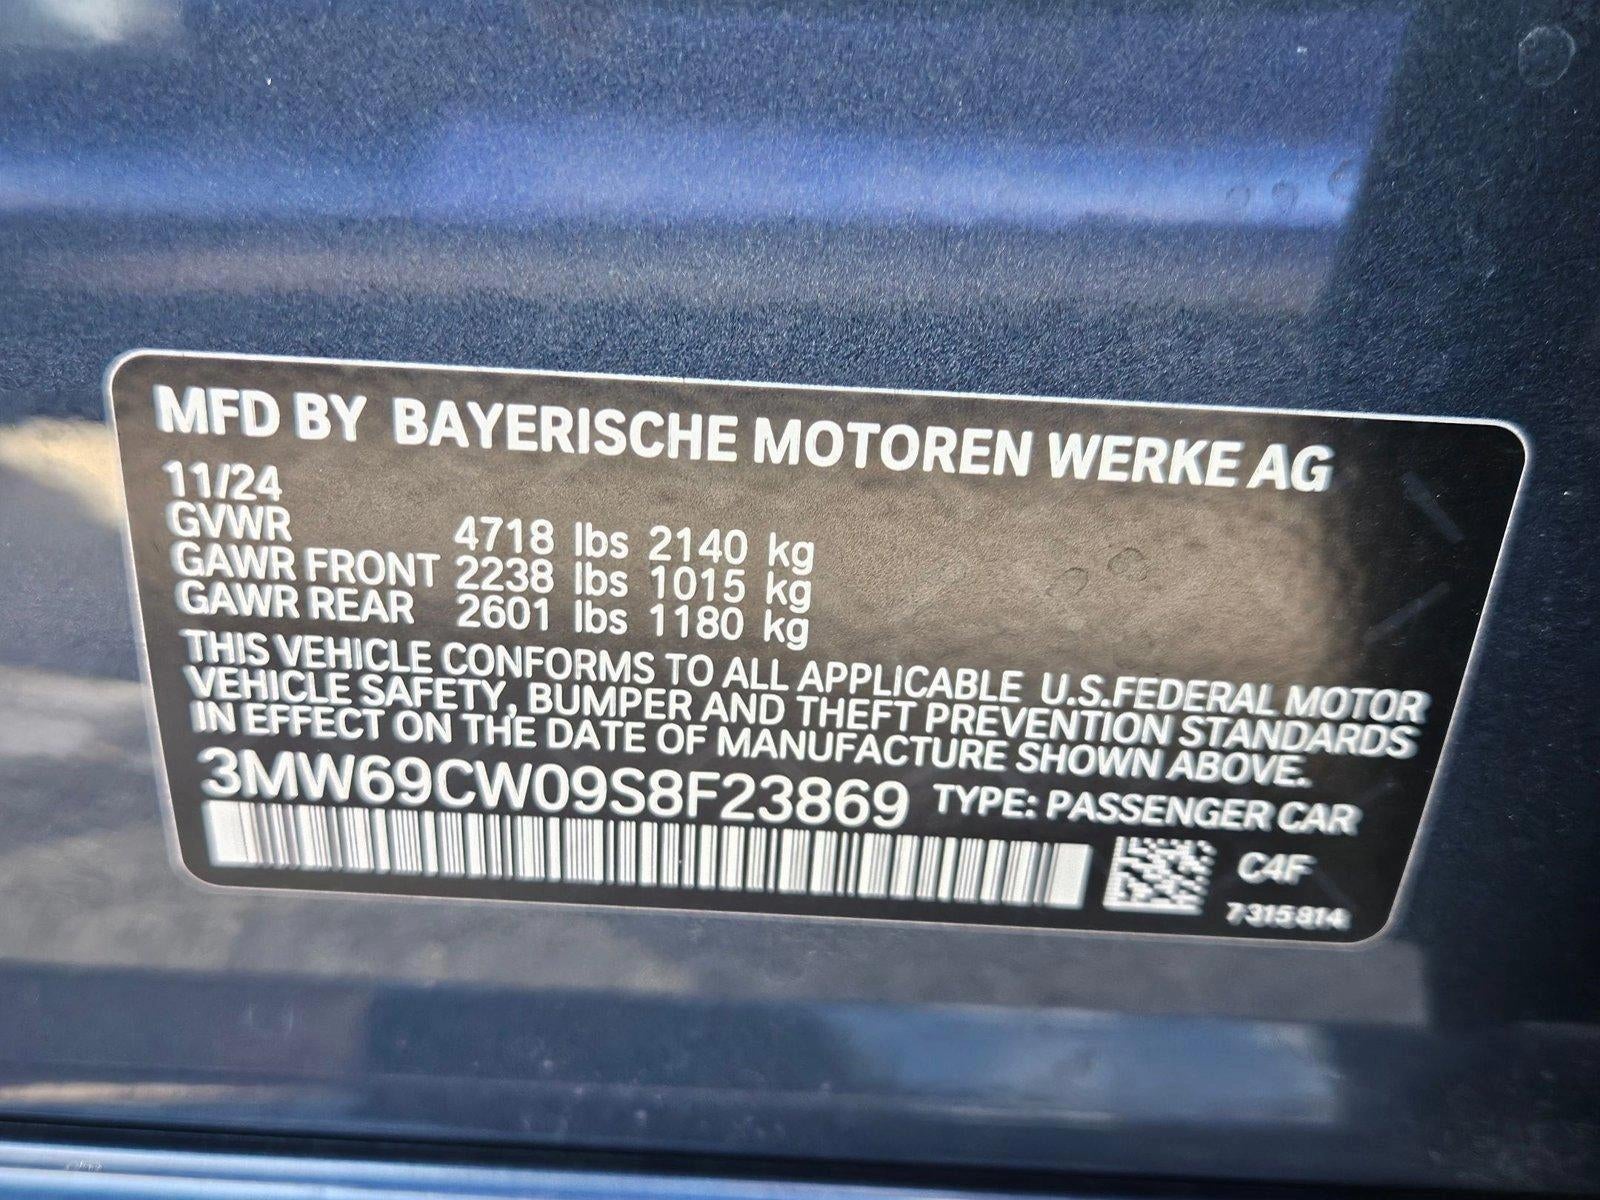 MFD BY BAYERISCHE MOTOREN WERKE AG
11/24
GVWR 4718 lbs 2140 kg
GAWR FRONT 2238 lbs 1015 kg
GAWR REAR 2601 lbs 1180 kg
THIS VEHICLE CONFORMS TO ALL APPLICABLE U.S.FEDERAL MOTOR
VEHICLE SAFETY, BUMPER AND THEFT PREVENTION STANDARDS
IN EFFECT ON THE DATE OF MANUFACTURE SHOWN ABOVE.
3MW69CW09S8F23869 TYPE: PASSENGER CAR
C4F
7315814